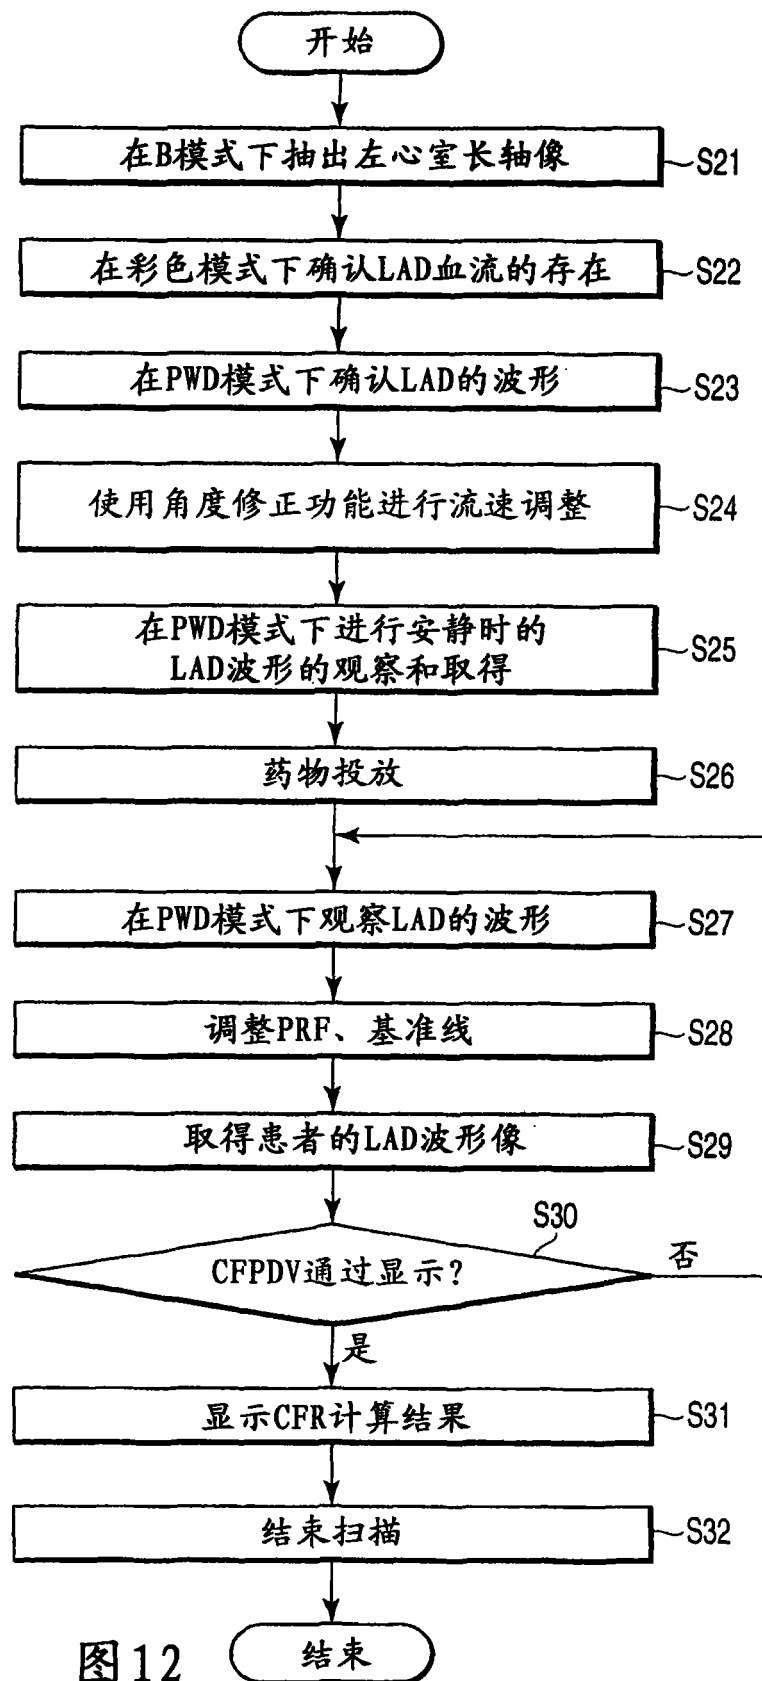 开始
在B模式下抽出左心室长轴像
S21
在彩色模式下确认LAD血流的存在
S22
在PWD模式下确认LAD的波形
S23
使用角度修正功能进行流速调整
S24
在PWD模式下进行安静时的
LAD波形的观察和取得
S25
药物投放
S26
在PWD模式下观察LAD的波形
S27
调整PRF、基准线
S28
取得患者的LAD波形像
S29
S30
CFPDV通过显示?
否
是
显示CFR计算结果
S31
结束扫描
S32
结束
图12